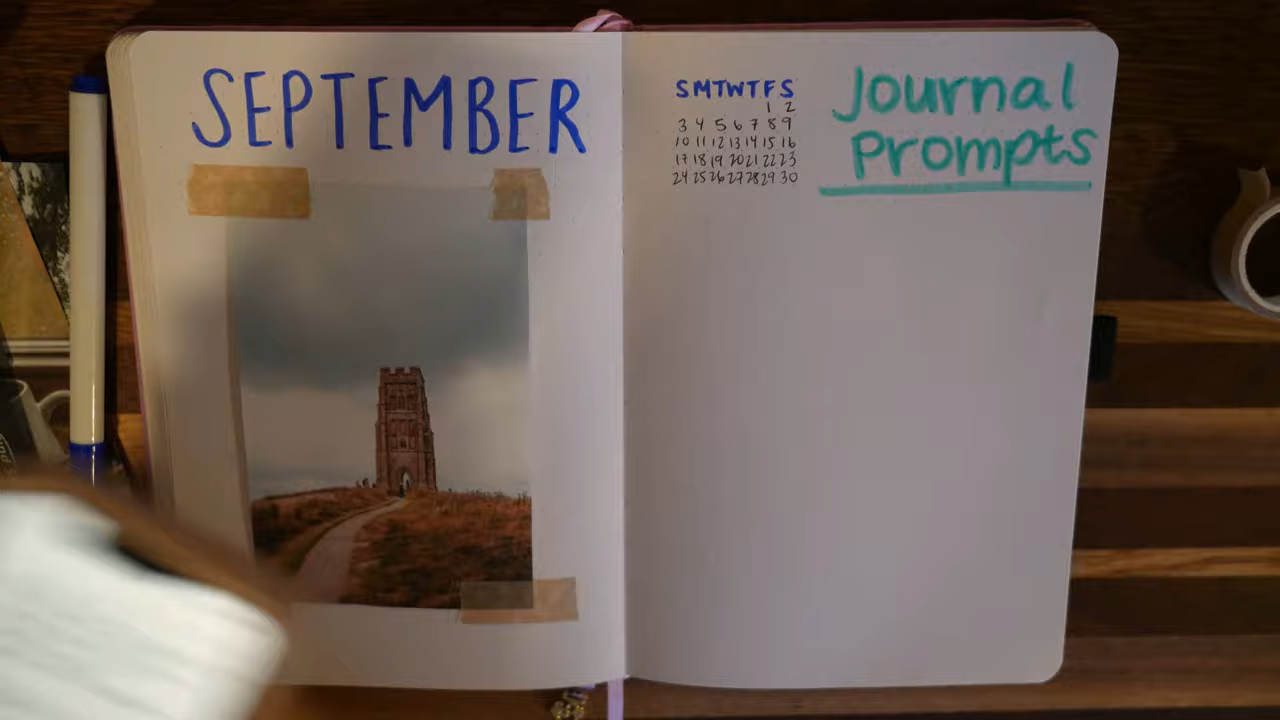 SEPTEMBER
SMTWTFS
1 2
3 4 5 6 7 8 9
10 11 12 13 14 15 16
17 18 19 20 21 22 23
24 25 26 27 28 29 30
Journal
Prompts